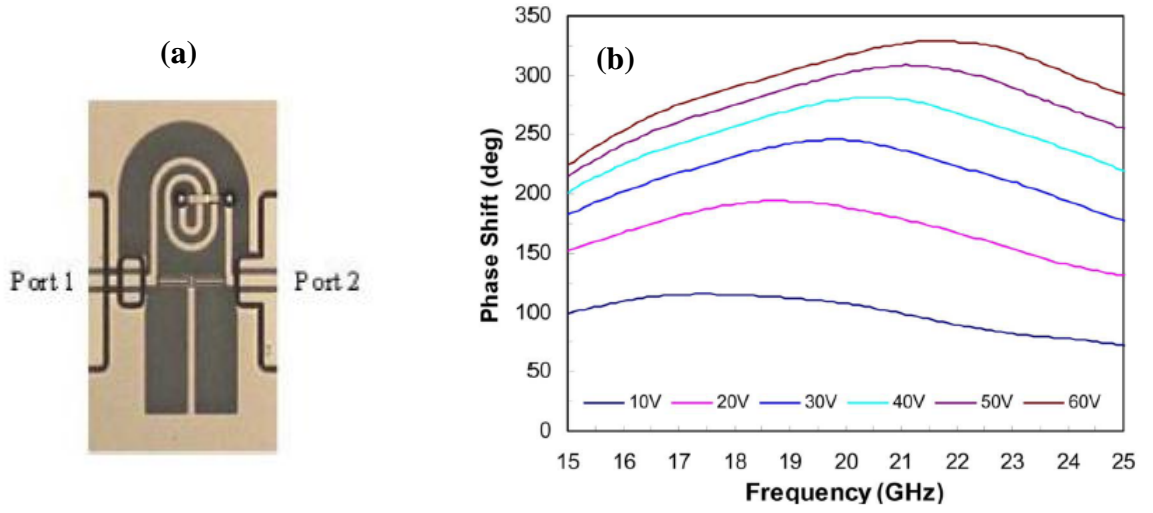 (a)
Port 1
Port 2
(b)
Phase Shift (deg)
350
300
250
200
150
100
50
0
10V 20V 30V 40V 50V 60V
15 16 17 18 19 20 21 22 23 24 25
Frequency (GHz)